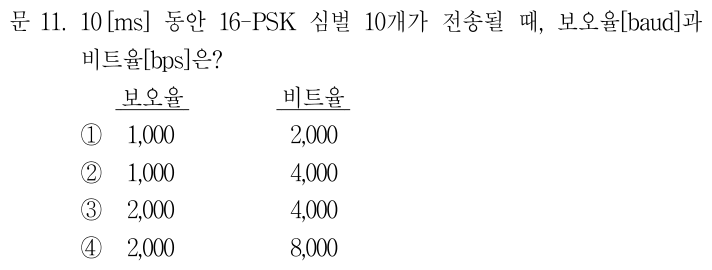 문 11. 10[ms] 동안 16-PSK 심벌 10개가 전송될 때, 보오율[baud]과
비트율[bps]은?
보오율 비트율
① 1,000 2,000
② 1,000 4,000
③ 2,000 4,000
④ 2,000 8,000